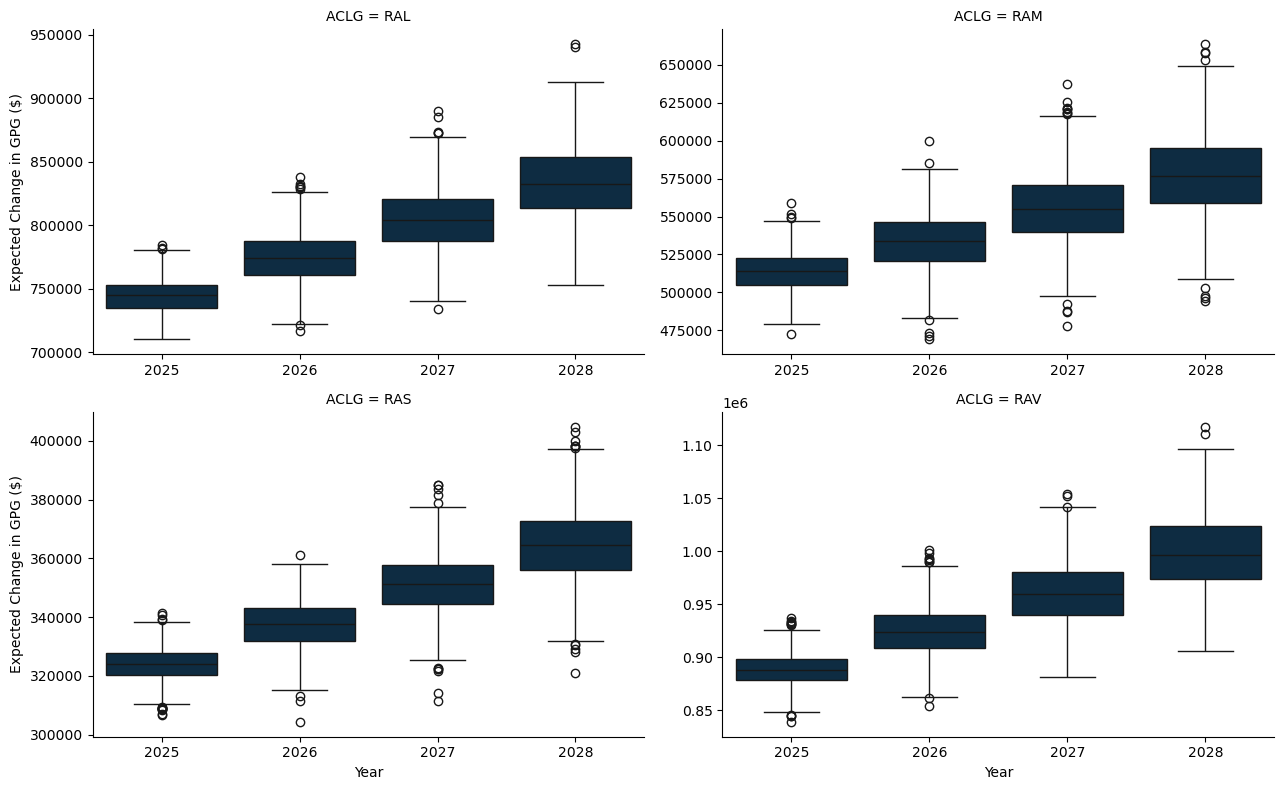 ACLG = RAL
950000
900000
850000
800000
750000
700000
Expected Change in GPG ($)
2025 2026 2027 2028
ACLG = RAM
650000
625000
600000
575000
550000
525000
500000
475000
2025 2026 2027 2028
ACLG = RAS
400000
380000
360000
340000
320000
300000
Expected Change in GPG ($)
2025 2026 2027 2028
Year
ACLG = RAV
1e6
1.10
1.05
1.00
0.95
0.90
0.85
2025 2026 2027 2028
Year